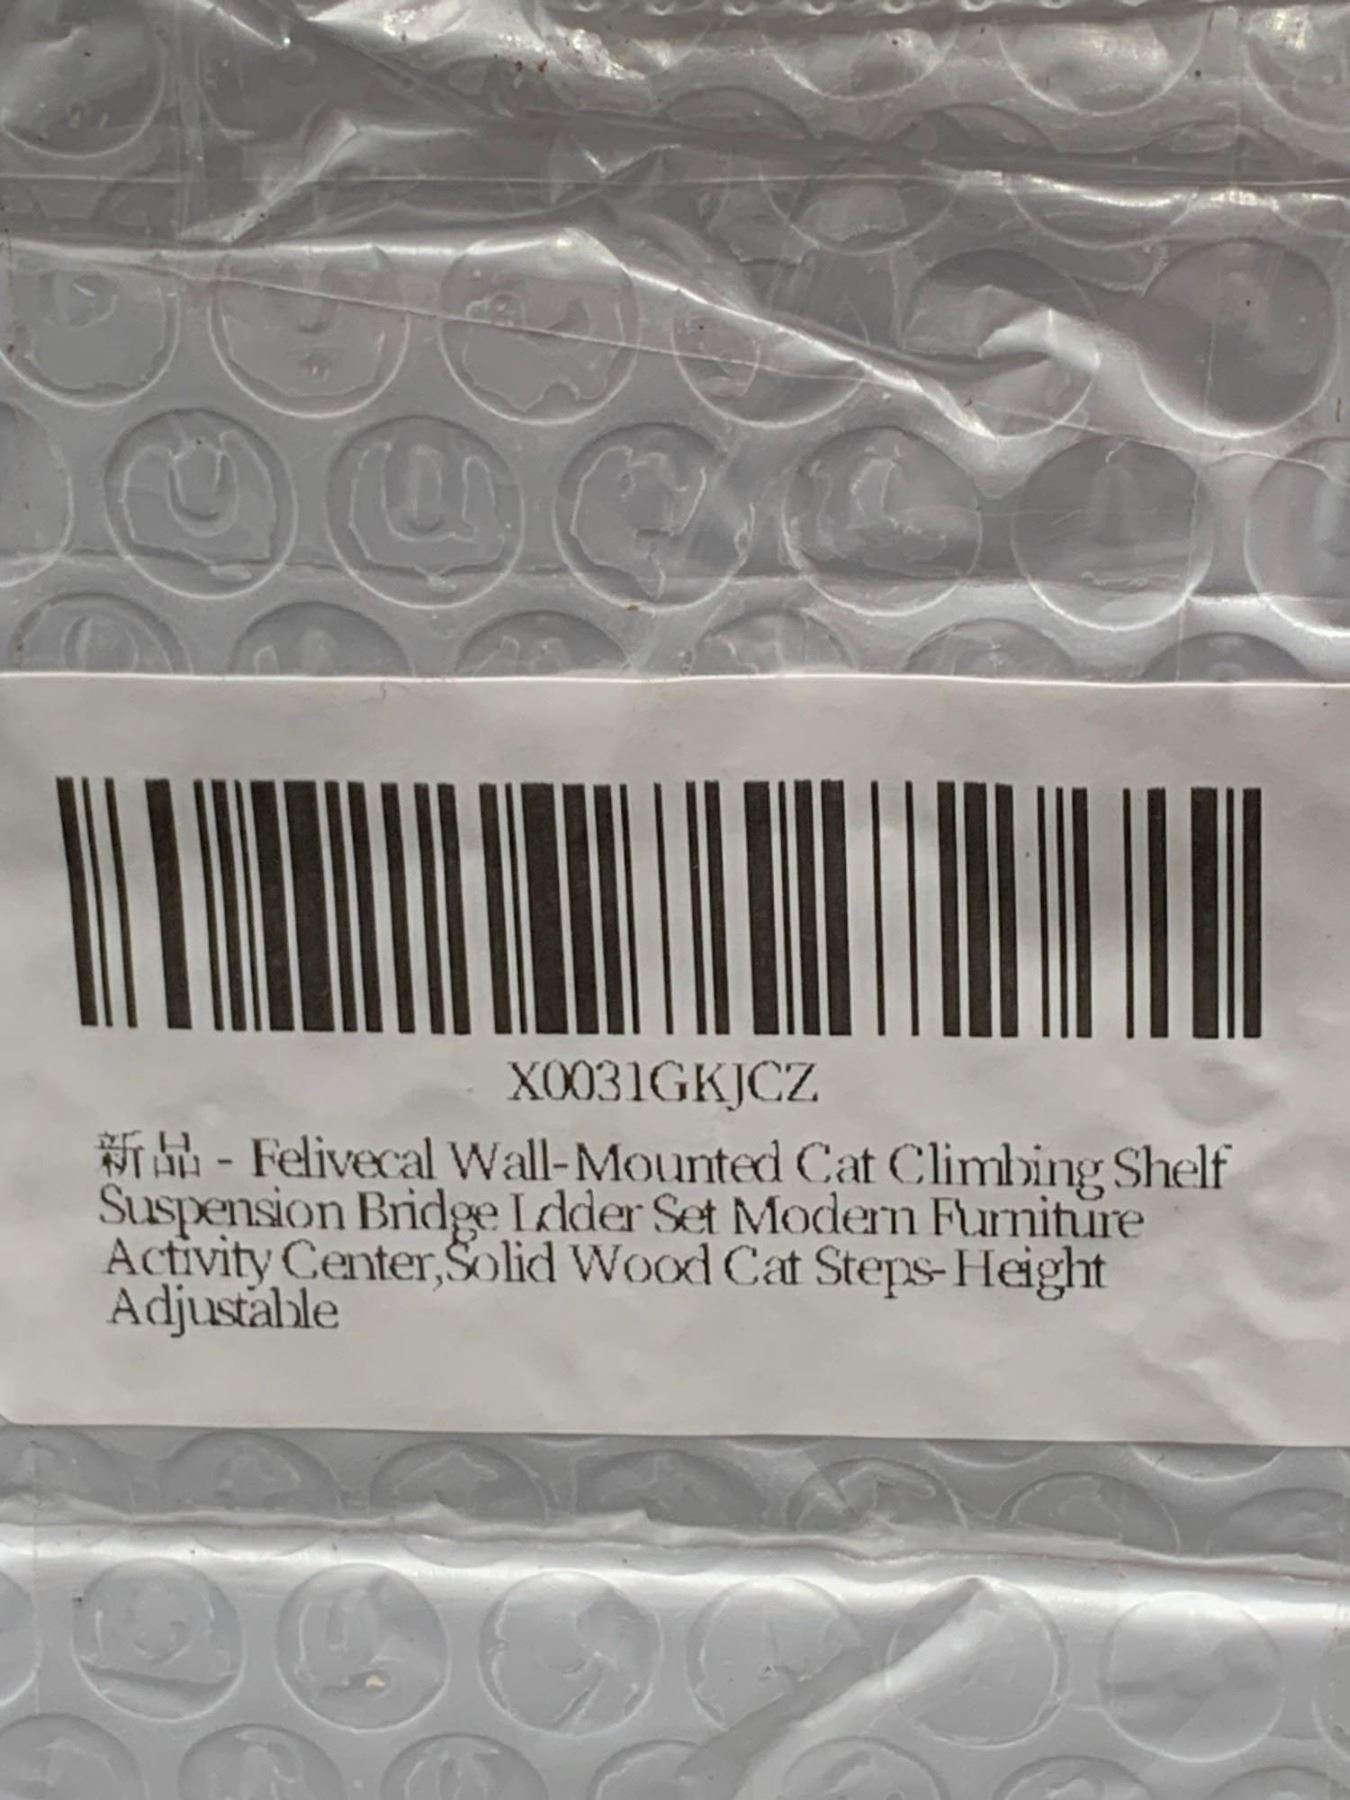 X0031GKJCZ
新品 - Felivecal Wall-Mounted Cat Climbing Shelf
Suspension Bridge Ldder Set Modern Furniture
Activity Center,Solid Wood Cat Steps-Height
Adjustable